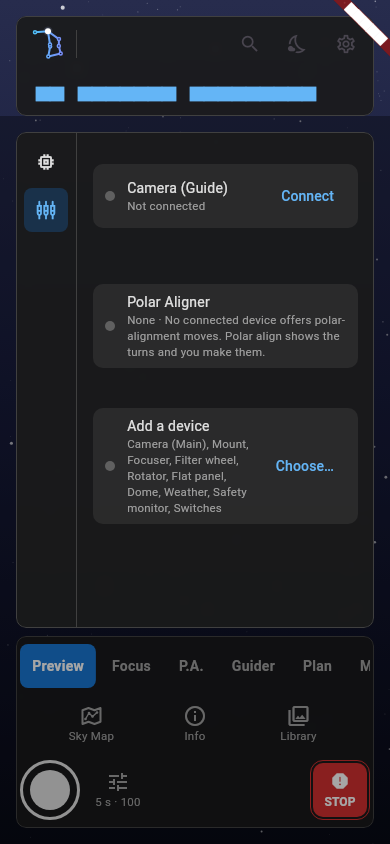 Camera (Guide)
Not connected
Connect
Polar Aligner
None · No connected device offers polar-
alignment moves. Polar align shows the
turns and you make them.
Add a device
Camera (Main), Mount,
Focuser, Filter wheel,
Rotator, Flat panel,
Dome, Weather, Safety
monitor, Switches
Choose…
Preview
Focus
P.A.
Guider
Plan
M
Sky Map
Info
Library
5 s · 100
STOP